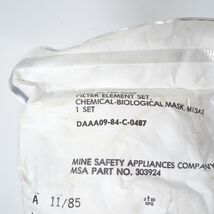 FILTER ELEMENT SET,
CHEMICAL-BIOLOGICAL MASK, M13A2
1 SET
DAAA09-84-C-0487
MINE SAFETY APPLIANCES COMPANY
MSA PART NO. 303924
A 11/85